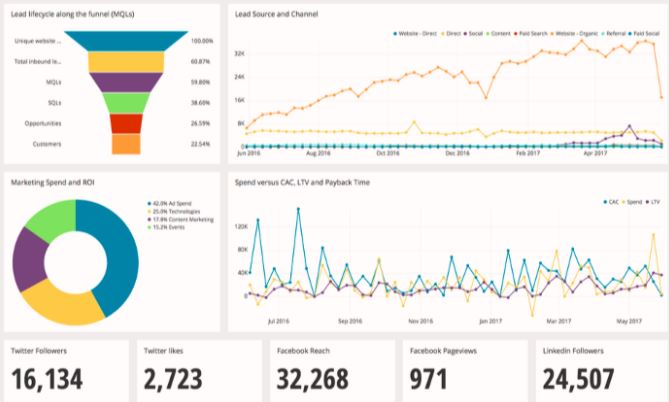 Lead lifecycle along the funnel (MQLs)
Unique website ... 100.00%
Total inbound le... 60.87%
MQLs 59.80%
SQLs 38.66%
Opportunities 26.59%
Customers 22.54%
Lead Source and Channel
Website - Direct Direct Social Content Paid Search Website - Organic Referral Paid Social
32K
24K
16K
8K
Jun 2016 Aug 2016 Oct 2016 Dec 2016 Feb 2017 Apr 2017
Marketing Spend and ROI
42.0% Ad Spend
25.0% Technologies
17.8% Content Marketing
15.2% Events
Spend versus CAC, LTV and Payback Time
CAC Spend LTV
120K
80K
40K
0
Jul 2016 Sep 2016 Nov 2016 Jan 2017 Mar 2017 May 2017
Twitter Followers
16,134
Twitter likes
2,723
Facebook Reach
32,268
Facebook Pageviews
971
Linkedin Followers
24,507